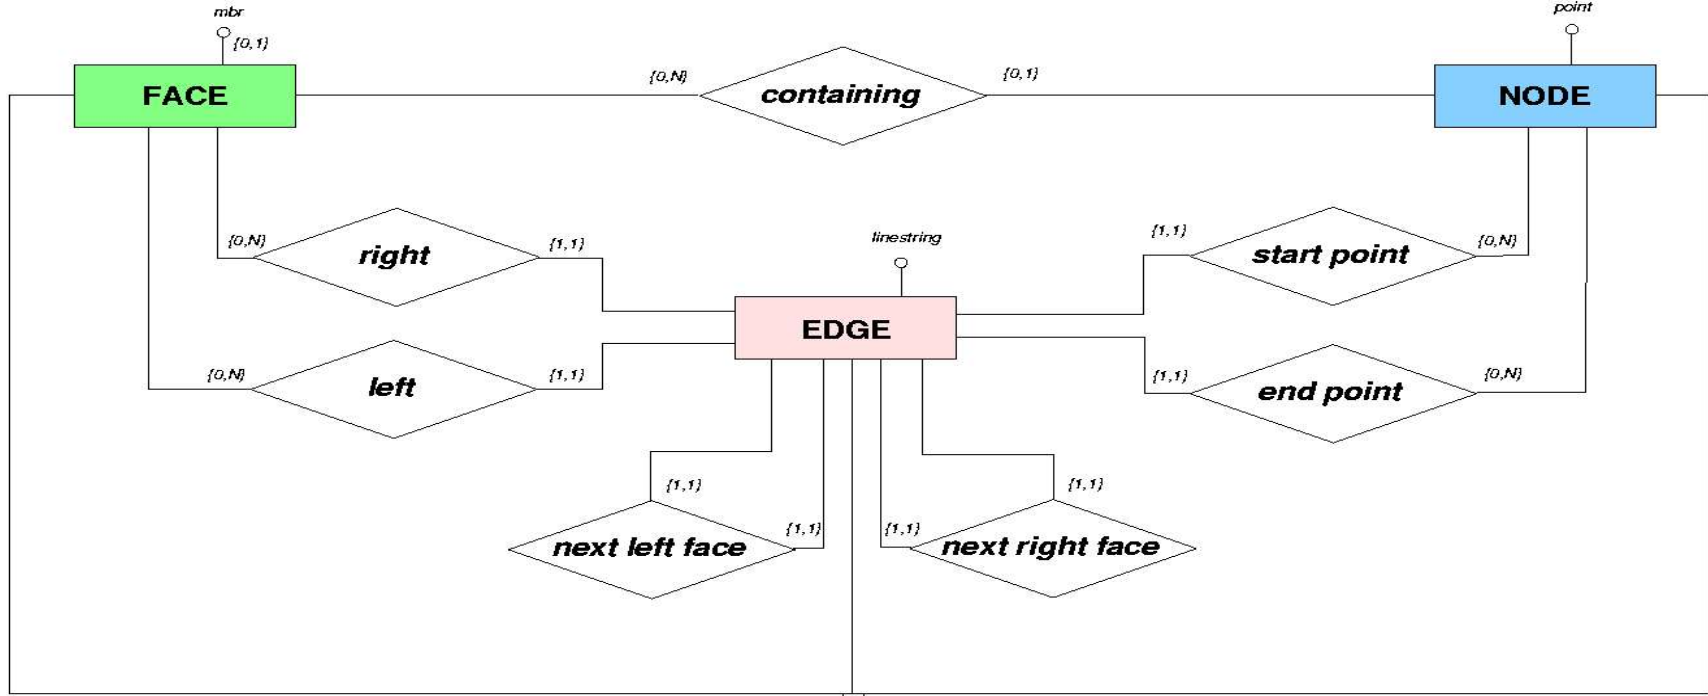 mbr
point
{0,1}
FACE
{0,N}
containing
{0,1}
NODE
{0,N}
right
{1,1}
linestring
{1,1}
start point
{0,N}
EDGE
{0,N}
left
{1,1}
{1,1}
end point
{0,N}
{1,1}
{1,1}
next left face
{1,1}
{1,1}
next right face